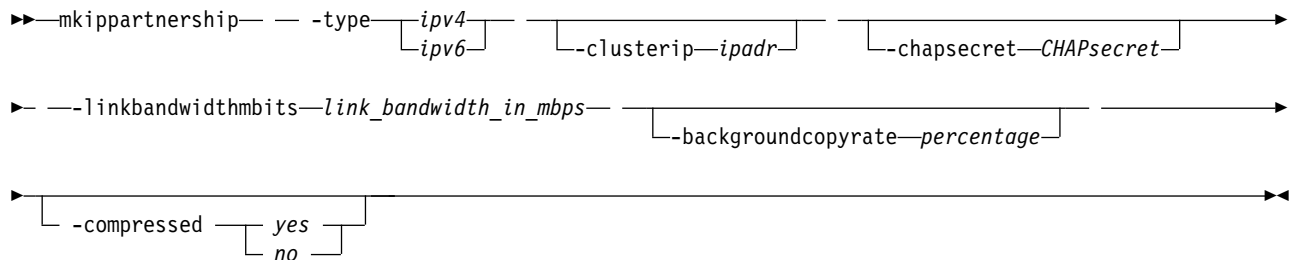 mkippartnership -type ipv4 -clusterip ipadr -chapsecret CHAPsecret
ipv6
-linkbandwidthmbits link_bandwidth_in_mbps -backgroundcopyrate percentage
-compressed yes
no